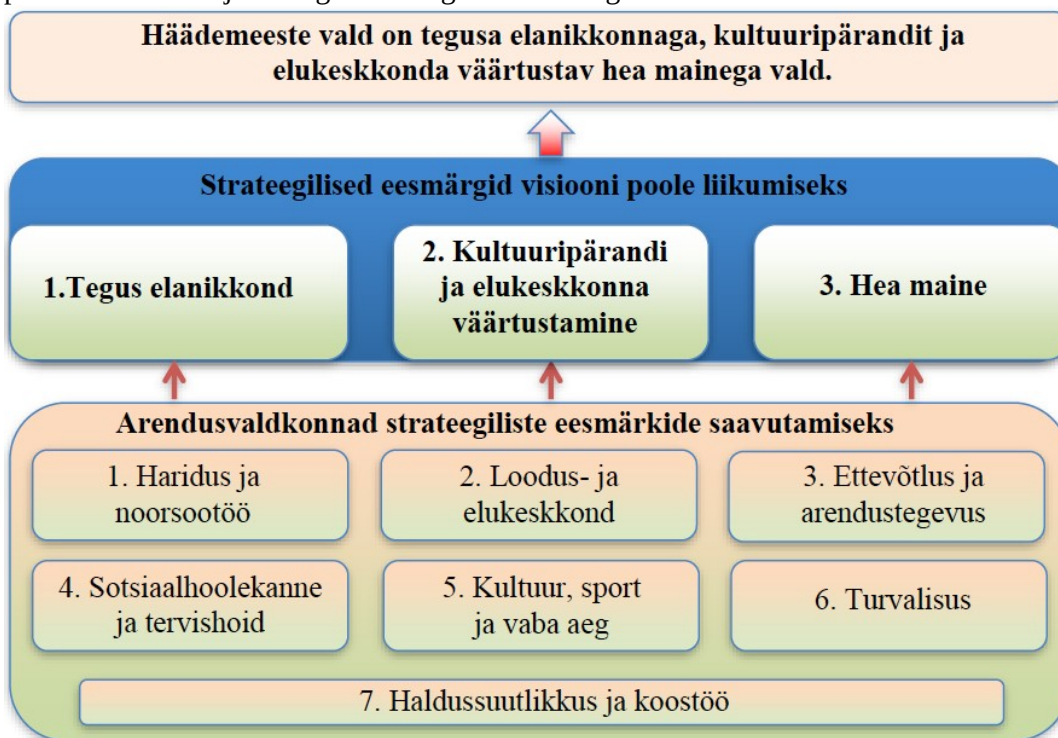 Häädemeeste vald on tegusa elanikkonnaga, kultuuripärandit ja
elukeskkonda väärtustav hea mainega vald.
Strateegilised eesmärgid visiooni poole liikumiseks
1.Tegus elanikkond
2. Kultuuripärandi
ja elukeskkonna
väärtustamine
3. Hea maine
Arendusvaldkonnad strateegiliste eesmärkide saavutamiseks
1. Haridus ja
noorsootöö
2. Loodus- ja
elukeskkond
3. Ettevõtlus ja
arendustegevus
4. Sotsiaalhoolekanne
ja tervishoid
5. Kultuur, sport
ja vaba aeg
6. Turvalisus
7. Haldussuutlikkus ja koostöö